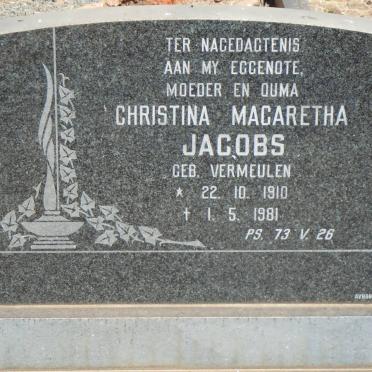 TER NAGEDAGTENIS
AAN MY EGGENOTE,
MOEDER EN OUMA
CHRISTINA MAGARETHA
JACOBS
GEB. VERMEULEN
* 22. 10. 1910
† 1. 5. 1981
PS. 73 V. 26